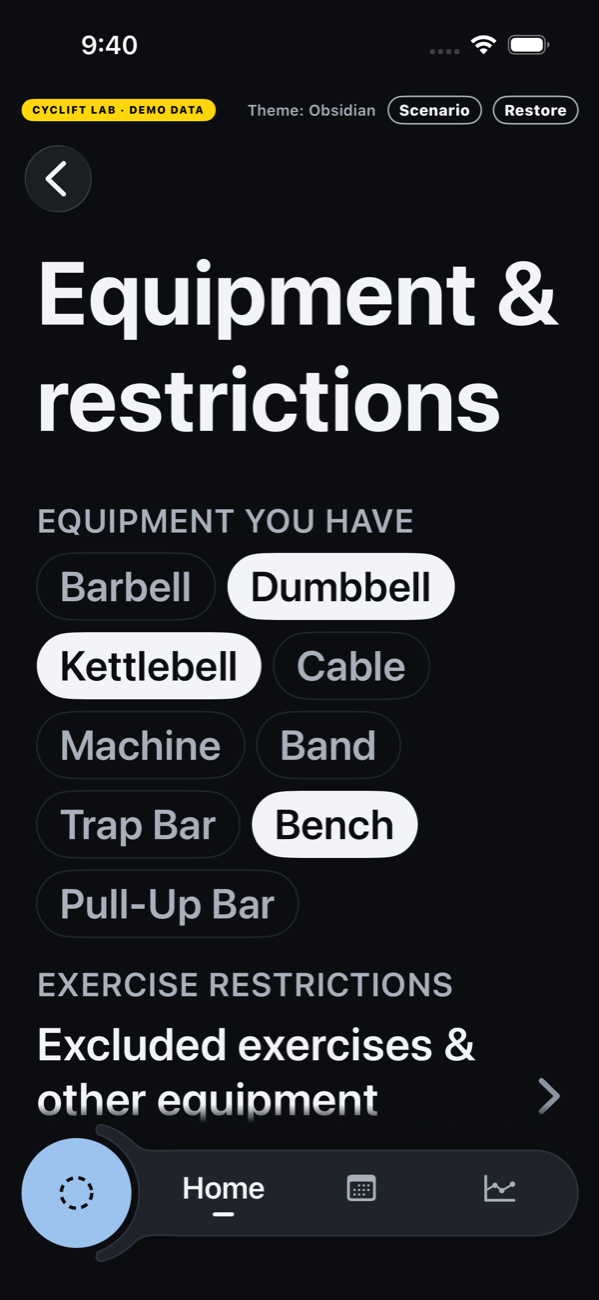 9:40
CYCLIFT LAB · DEMO DATA Theme: Obsidian Scenario Restore
Equipment &
restrictions
EQUIPMENT YOU HAVE
Barbell Dumbbell
Kettlebell Cable
Machine Band
Trap Bar Bench
Pull-Up Bar
EXERCISE RESTRICTIONS
Excluded exercises &
other equipment
Home